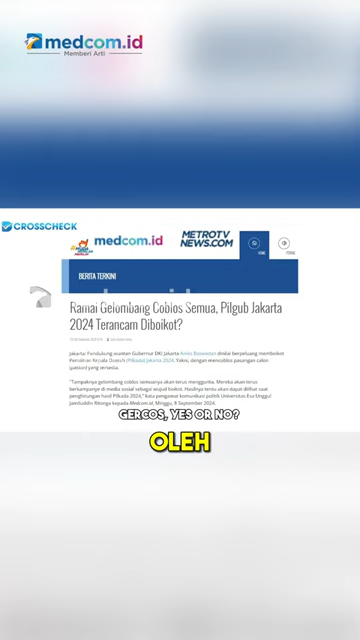 medcom.id
Memberi Arti
CROSSCHECK
medcom.id
METROTV
NEWS.COM
HOME
BERITA TERKINI
Ramai Gelombang Coblos Semua, Pilgub Jakarta
2024 Terancam Diboikot?
Jakarta: Pendukung mantan Gubernur DKI Jakarta Anies Baswedan dinilai berpeluang memboikot
Pemilihan Kepala Daerah (Pilkada) Jakarta 2024. Yakni, dengan mencoblos pasangan calon
(paslon) yang tersedia.
"Tampaknya gelombang coblos semuanya akan terus menggurita. Mereka akan terus
berkampanye di media sosial sebagai wujud boikot. Hasilnya tentu akan dapat dilihat saat
penghitungan hasil Pilkada 2024," kata pengamat komunikasi politik Universitas Esa Unggul
Jamiluddin Ritonga kepada Medcom.id, Minggu, 8 September 2024.
GERCOS, YES OR NO?
OLEH